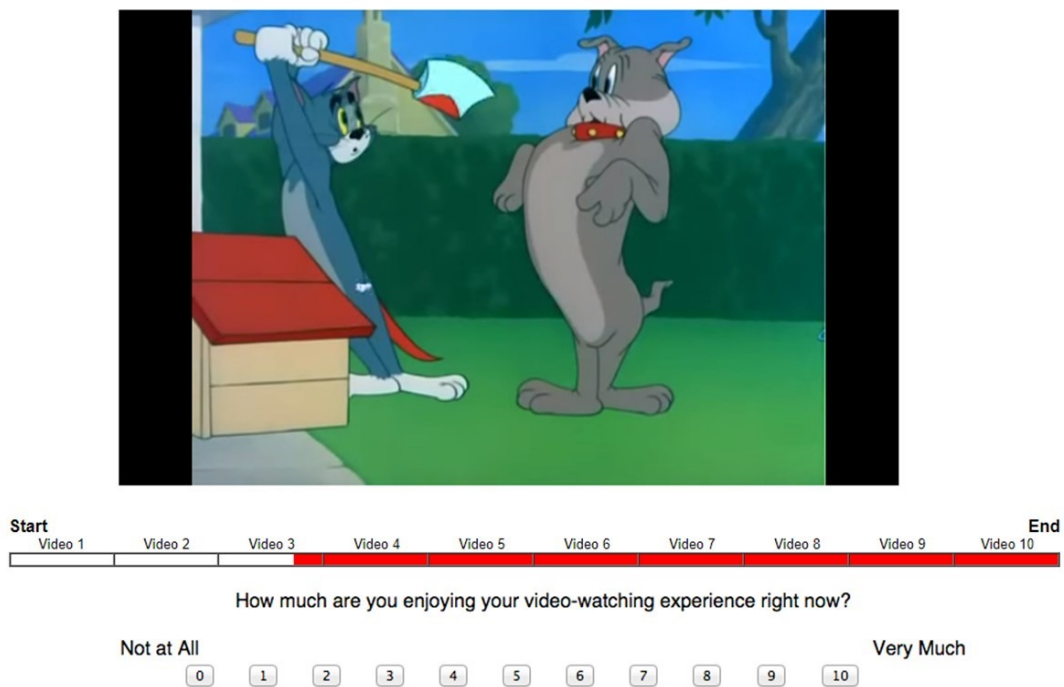 Start End
Video 1 Video 2 Video 3 Video 4 Video 5 Video 6 Video 7 Video 8 Video 9 Video 10
How much are you enjoying your video-watching experience right now?
Not at All Very Much
0 1 2 3 4 5 6 7 8 9 10